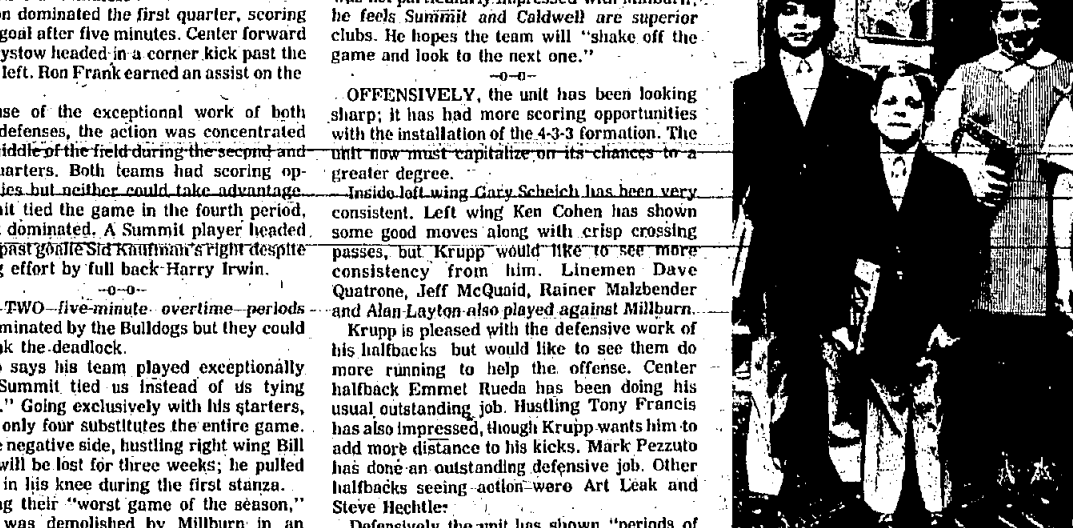 n dominated the first quarter, scoring
goal after five minutes. Center forward
ystow headed in a corner kick past the
left. Ron Frank earned an assist on the
use of the exceptional work of both
defenses, the action was concentrated
iddle of the field during the second and
uarters. Both teams had scoring op-
ies but neither could take advantage.
it tied the game in the fourth period,
dominated. A Summit player headed
past goalie Sid Kaufman's right despite
g effort by full back Harry Irwin.
--o-o--
TWO five-minute overtime periods
minated by the Bulldogs but they could
k the deadlock.
says his team played exceptionally
Summit tied us instead of us tying
." Going exclusively with his starters,
only four substitutes the entire game.
e negative side, hustling right wing Bill
will be lost for three weeks; he pulled
in his knee during the first stanza.
ng their "worst game of the season,"
was demolished by Millburn in an
was not particularly impressed with Millburn;
he feels Summit and Caldwell are superior
clubs. He hopes the team will "shake off the
game and look to the next one."
--o-o--
OFFENSIVELY, the unit has been looking
sharp; it has had more scoring opportunities
with the installation of the 4-3-3 formation. The
unit now must capitalize on its chances to a
greater degree.
Inside left wing Gary Scheich has been very
consistent. Left wing Ken Cohen has shown
some good moves along with crisp crossing
passes, but Krupp would like to see more
consistency from him. Linemen Dave
Quatrone, Jeff McQuaid, Rainer Malzbender
and Alan Layton also played against Millburn.
Krupp is pleased with the defensive work of
his halfbacks but would like to see them do
more running to help the offense. Center
halfback Emmet Rueda has been doing his
usual outstanding job. Hustling Tony Francis
has also impressed, though Krupp wants him to
add more distance to his kicks. Mark Pezzuto
has done an outstanding defensive job. Other
halfbacks seeing action were Art Leak and
Steve Hechtle.
Defensively the unit has shown "periods of